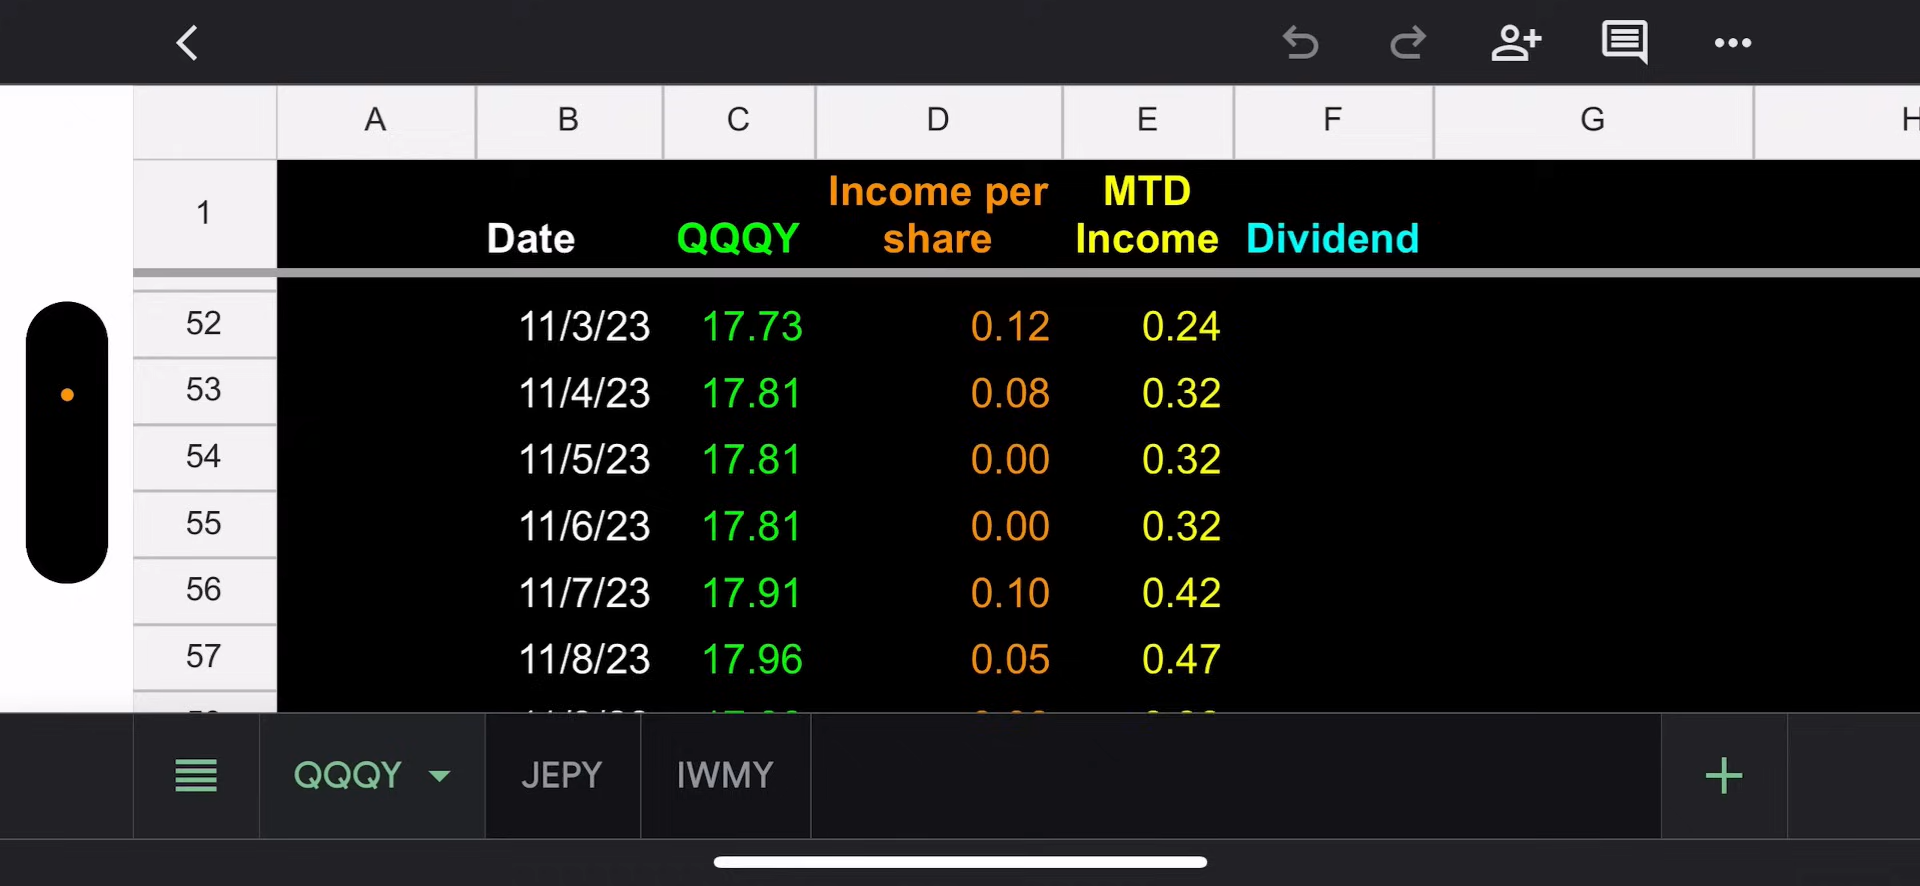 A B C D E F G H
1 Date QQQY Income per share MTD Income Dividend
52 11/3/23 17.73 0.12 0.24
53 11/4/23 17.81 0.08 0.32
54 11/5/23 17.81 0.00 0.32
55 11/6/23 17.81 0.00 0.32
56 11/7/23 17.91 0.10 0.42
57 11/8/23 17.96 0.05 0.47
QQQY JEPY IWMY